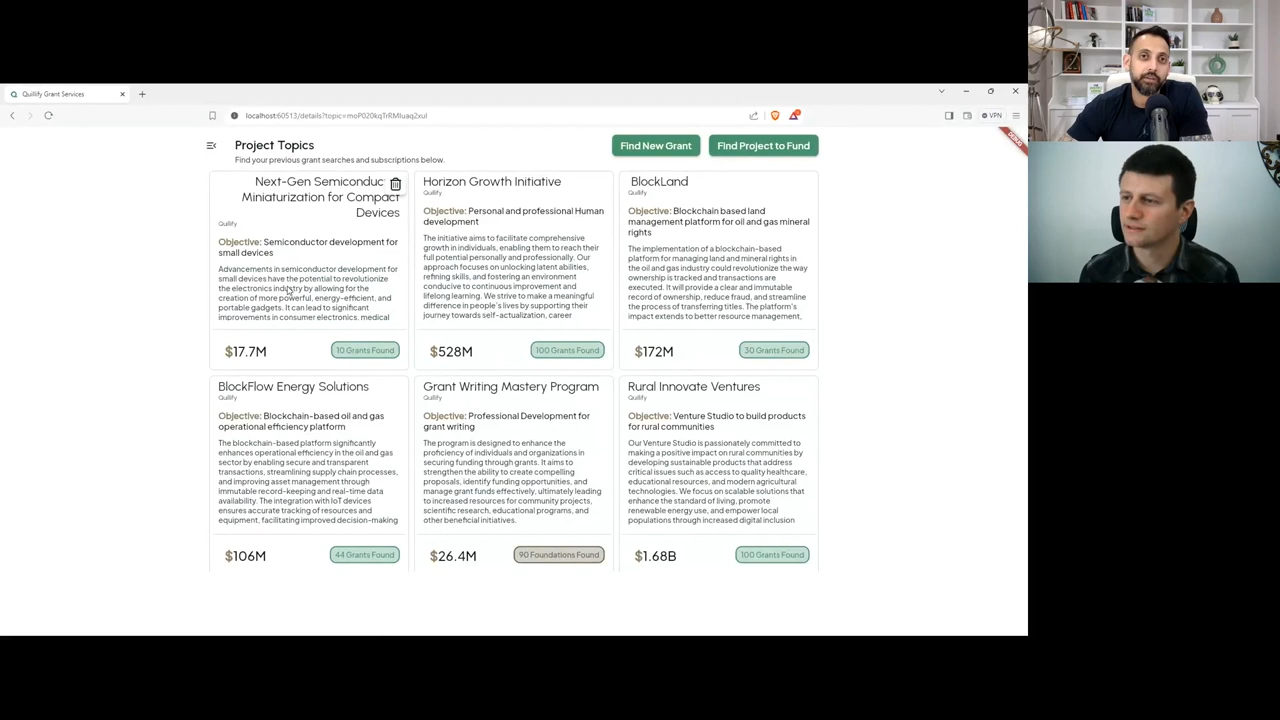 Quillify Grant Services
localhost:60513/details?topic=moP020kqTrRMIuaq2xuI
VPN
DEBUG
Project Topics
Find your previous grant searches and subscriptions below.
Find New Grant
Find Project to Fund
Next-Gen Semiconduc
Miniaturization for Compact
Devices
Quillify
Objective: Semiconductor development for
small devices
Advancements in semiconductor development for
small devices have the potential to revolutionize
the electronics industry by allowing for the
creation of more powerful, energy-efficient, and
portable gadgets. It can lead to significant
improvements in consumer electronics, medical
$17.7M
10 Grants Found
Horizon Growth Initiative
Quillify
Objective: Personal and professional Human
development
The initiative aims to facilitate comprehensive
growth in individuals, enabling them to reach their
full potential personally and professionally. Our
approach focuses on unlocking latent abilities,
refining skills, and fostering an environment
conducive to continuous improvement and
lifelong learning. We strive to make a meaningful
difference in people's lives by supporting their
journey towards self-actualization, career
$528M
100 Grants Found
BlockLand
Quillify
Objective: Blockchain based land
management platform for oil and gas mineral
rights
The implementation of a blockchain-based
platform for managing land and mineral rights in
the oil and gas industry could revolutionize the way
ownership is tracked and transactions are
executed. It will provide a clear and immutable
record of ownership, reduce fraud, and streamline
the process of transferring titles. The platform's
impact extends to better resource management,
$172M
30 Grants Found
BlockFlow Energy Solutions
Quillify
Objective: Blockchain-based oil and gas
operational efficiency platform
The blockchain-based platform significantly
enhances operational efficiency in the oil and gas
sector by enabling secure and transparent
transactions, streamlining supply chain processes,
and improving asset management through
immutable record-keeping and real-time data
availability. The integration with IoT devices
ensures accurate tracking of resources and
equipment, facilitating improved decision-making
$106M
44 Grants Found
Grant Writing Mastery Program
Quillify
Objective: Professional Development for
grant writing
The program is designed to enhance the
proficiency of individuals and organizations in
securing funding through grants. It aims to
strengthen the ability to create compelling
proposals, identify funding opportunities, and
manage grant funds effectively, ultimately leading
to increased resources for community projects,
scientific research, educational programs, and
other beneficial initiatives.
$26.4M
90 Foundations Found
Rural Innovate Ventures
Quillify
Objective: Venture Studio to build products
for rural communities
Our Venture Studio is passionately committed to
making a positive impact on rural communities by
developing sustainable products that address
critical issues such as access to quality healthcare,
educational resources, and modern agricultural
technologies. We focus on scalable solutions that
enhance the standard of living, promote
renewable energy use, and empower local
populations through increased digital inclusion
$1.68B
100 Grants Found